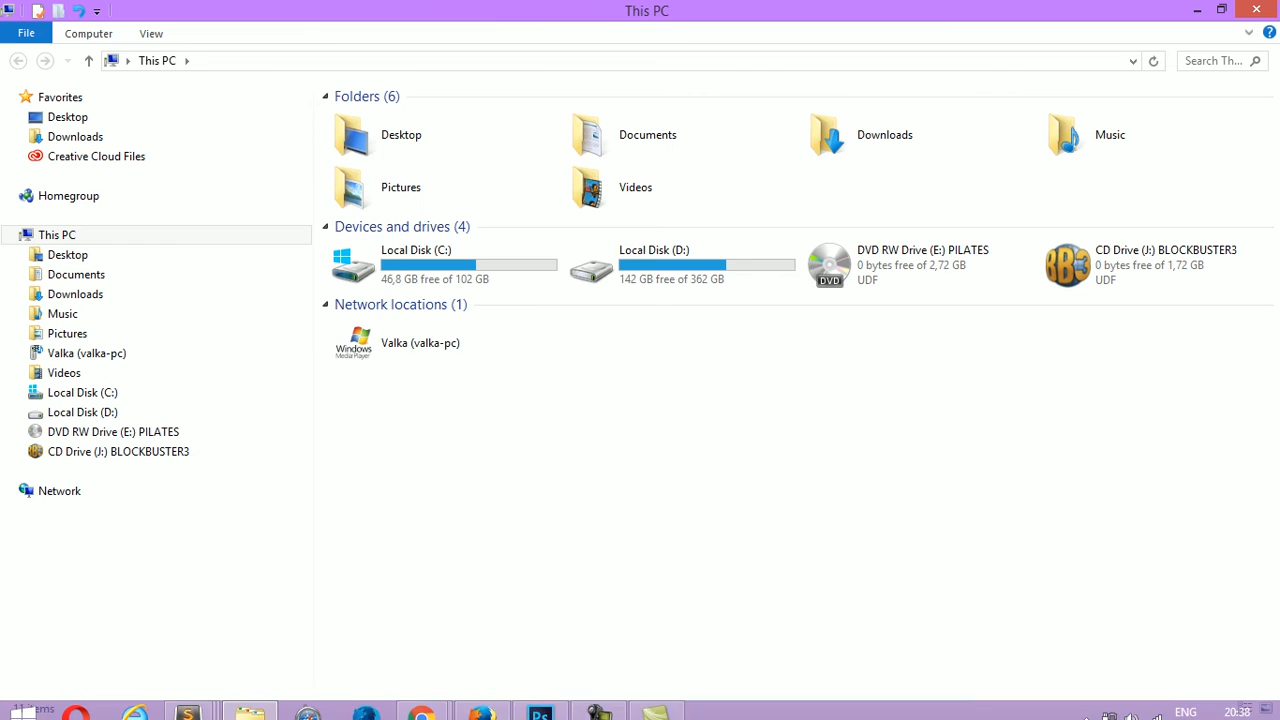 This PC
File Computer View
This PC Search Th...
Favorites
Desktop
Downloads
Creative Cloud Files
Homegroup
This PC
Desktop
Documents
Downloads
Music
Pictures
Valka (valka-pc)
Videos
Local Disk (C:)
Local Disk (D:)
DVD RW Drive (E:) PILATES
CD Drive (J:) BLOCKBUSTER3
Network
Folders (6)
Desktop Documents Downloads Music
Pictures Videos
Devices and drives (4)
Local Disk (C:)
46,8 GB free of 102 GB
Local Disk (D:)
142 GB free of 362 GB
DVD
DVD RW Drive (E:) PILATES
0 bytes free of 2,72 GB
UDF
BB3
CD Drive (J:) BLOCKBUSTER3
0 bytes free of 1,72 GB
UDF
Network locations (1)
Windows
Media Player
Valka (valka-pc)
11 items
Ps
ENG 20:38